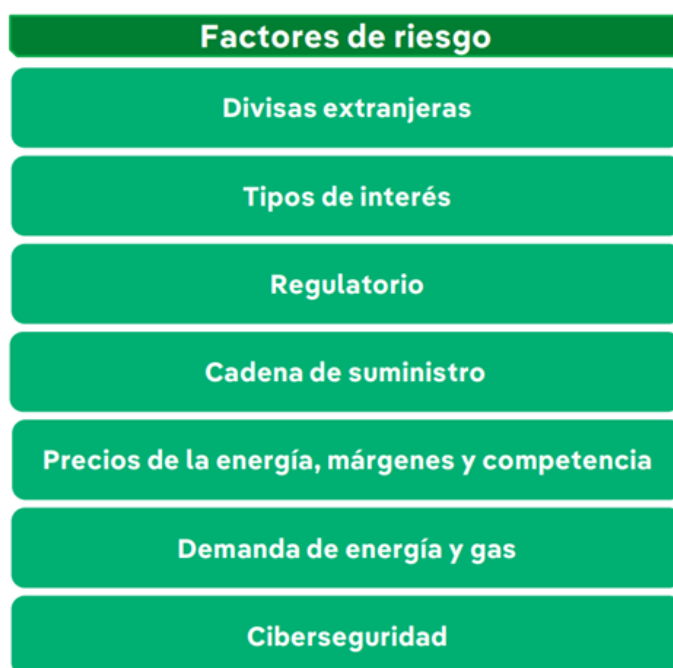 Factores de riesgo
Divisas extranjeras
Tipos de interés
Regulatorio
Cadena de suministro
Precios de la energía, márgenes y competencia
Demanda de energía y gas
Ciberseguridad